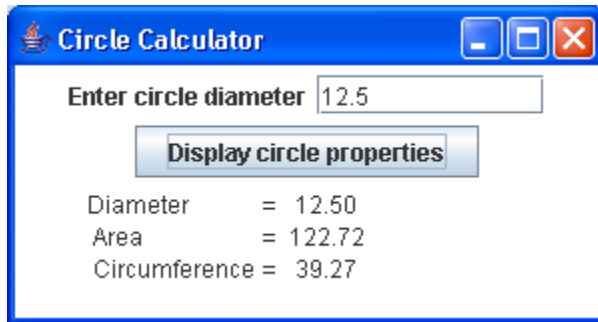 Circle Calculator
Enter circle diameter 12.5
Display circle properties
Diameter = 12.50
Area = 122.72
Circumference = 39.27